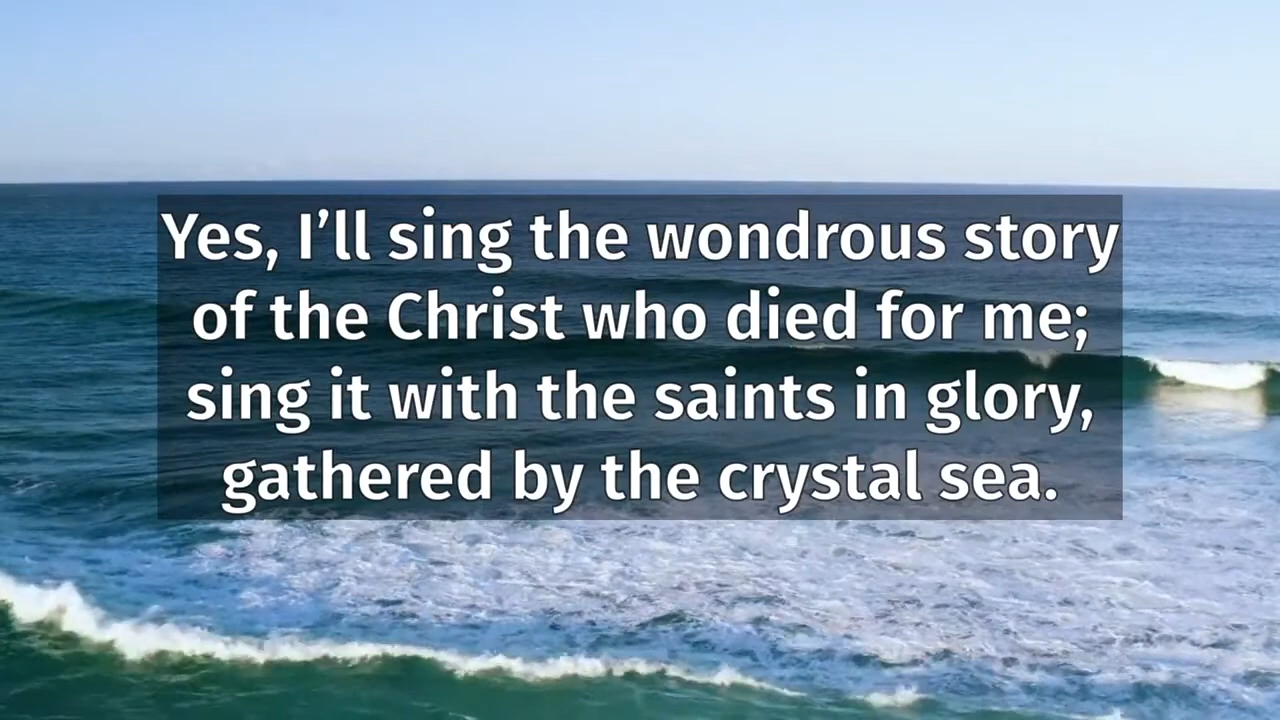 Yes, I’ll sing the wondrous story
of the Christ who died for me;
sing it with the saints in glory,
gathered by the crystal sea.